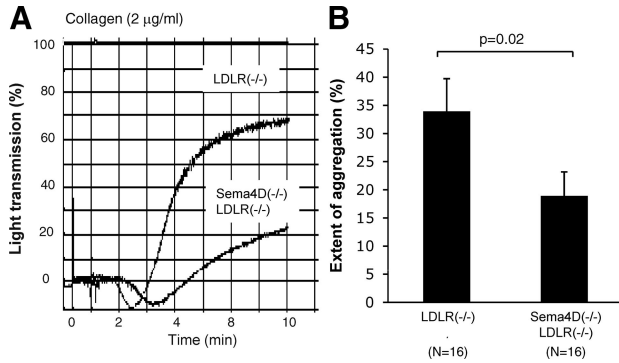 A
Collagen (2 µg/ml)
Light transmission (%)
100
80
60
40
20
0
LDLR(-/-)
Sema4D(-/-)
LDLR(-/-)
0 2 4 6 8 10
Time (min)
B
p=0.02
Extent of aggregation (%)
45
40
35
30
25
20
15
10
5
0
LDLR(-/-)
.
(N=16)
Sema4D(-/-)
LDLR(-/-)
(N=16)